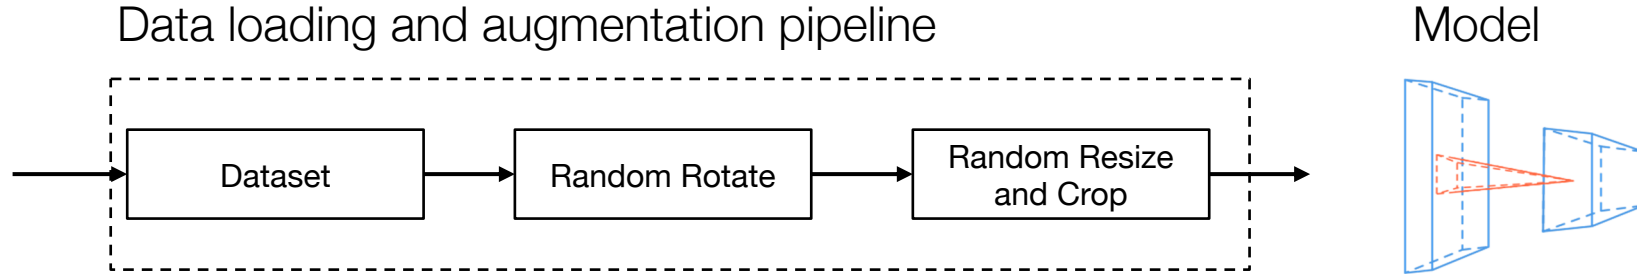 Data loading and augmentation pipeline
Model
Dataset
Random Rotate
Random Resize
and Crop